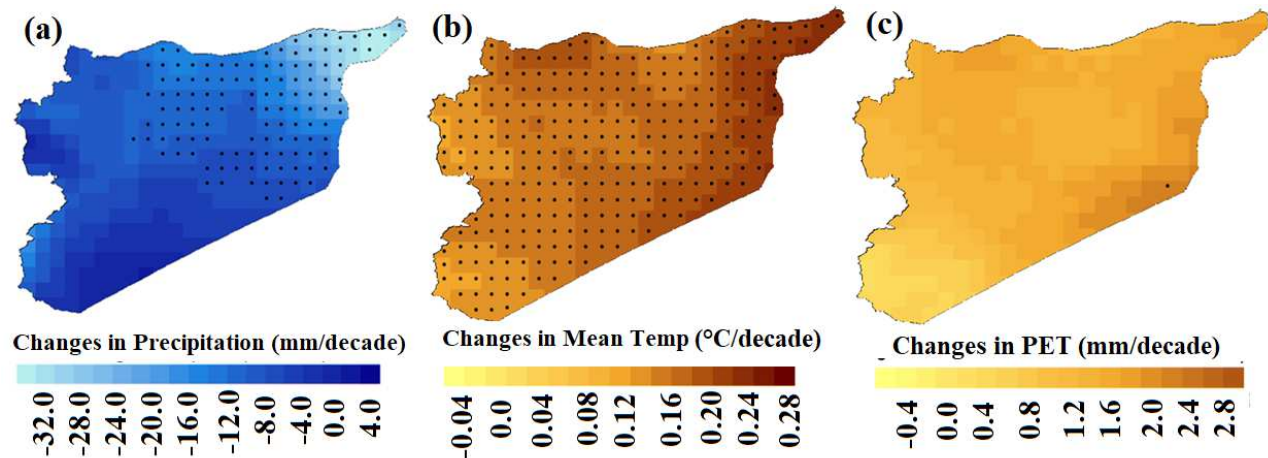 (a)
(b)
(c)
Changes in Precipitation (mm/decade)
-32.0 -28.0 -24.0 -20.0 -16.0 -12.0 -8.0 -4.0 0.0 4.0
Changes in Mean Temp (°C/decade)
-0.04 0.0 0.04 0.08 0.12 0.16 0.20 0.24 0.28
Changes in PET (mm/decade)
-0.4 0.0 0.4 0.8 1.2 1.6 2.0 2.4 2.8